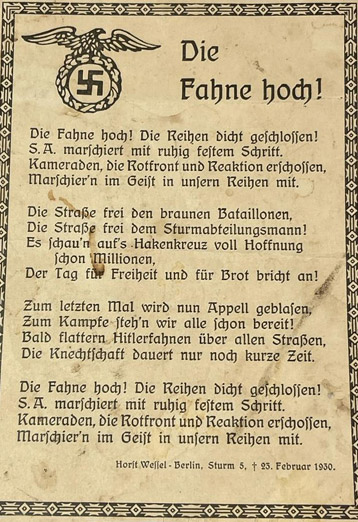 Die
Fahne hoch!
Die Fahne hoch! Die Reihen dicht geschlossen!
S. A. marschiert mit ruhig festem Schritt.
Kameraden, die Rotfront und Reaktion erschossen,
Marschier'n im Geist in unsern Reihen mit.
Die Straße frei den braunen Bataillonen,
Die Straße frei dem Sturmabteilungsmann!
Es schau'n auf's Hakenkreuz voll Hoffnung
schon Millionen,
Der Tag für Freiheit und für Brot bricht an!
Zum letzten Mal wird nun Appell geblasen,
Zum Kampfe steh'n wir alle schon bereit!
Bald flattern Hitlerfahnen über allen Straßen,
Die Knechtschaft dauert nur noch kurze Zeit.
Die Fahne hoch! Die Reihen dicht geschlossen!
S. A. marschiert mit ruhig festem Schritt.
Kameraden, die Rotfront und Reaktion erschossen,
Marschier'n im Geist in unsern Reihen mit.
Horst Wessel - Berlin, Sturm 5, † 23. Februar 1930.